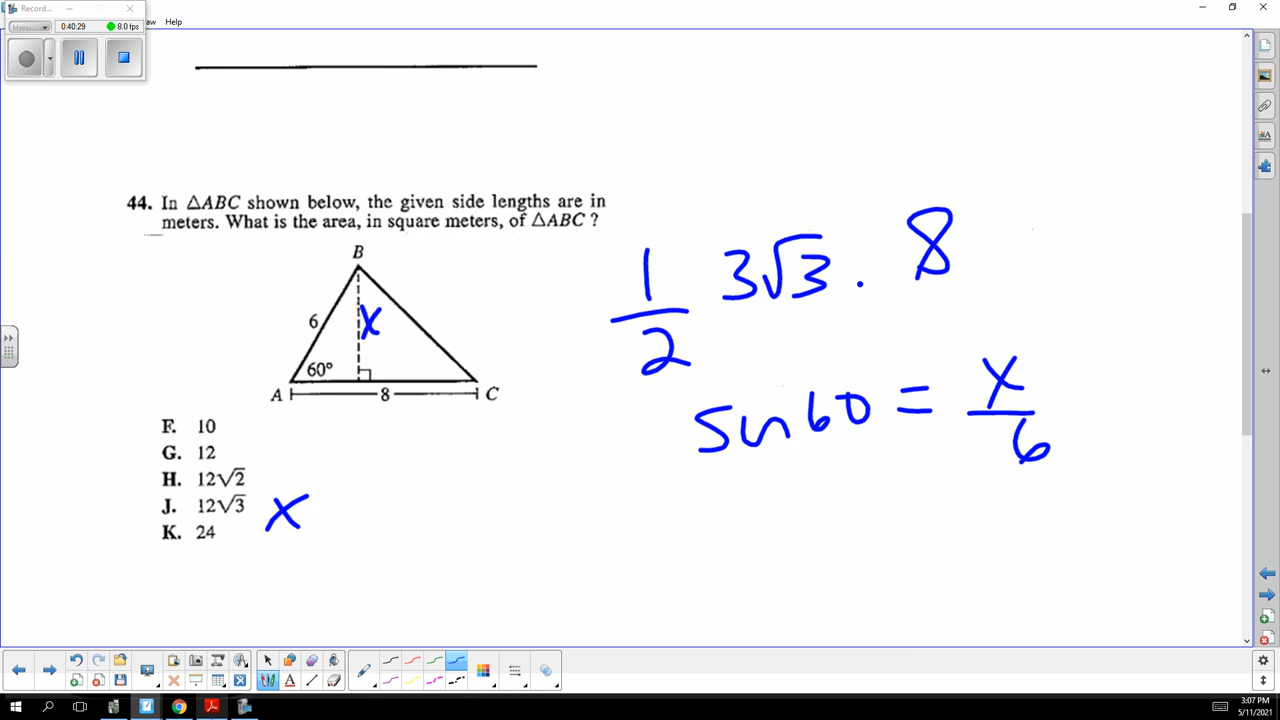 Record...
Menu
0:40:29
8.0 fps
aw Help
44. In △ABC shown below, the given side lengths are in
meters. What is the area, in square meters, of △ABC ?
B
6
x
60°
A
8
C
F. 10
G. 12
H. 12√2
J. 12√3 x
K. 24
1/2 3√3 . 8
sin60 = x/6
A
3:07 PM
5/11/2021